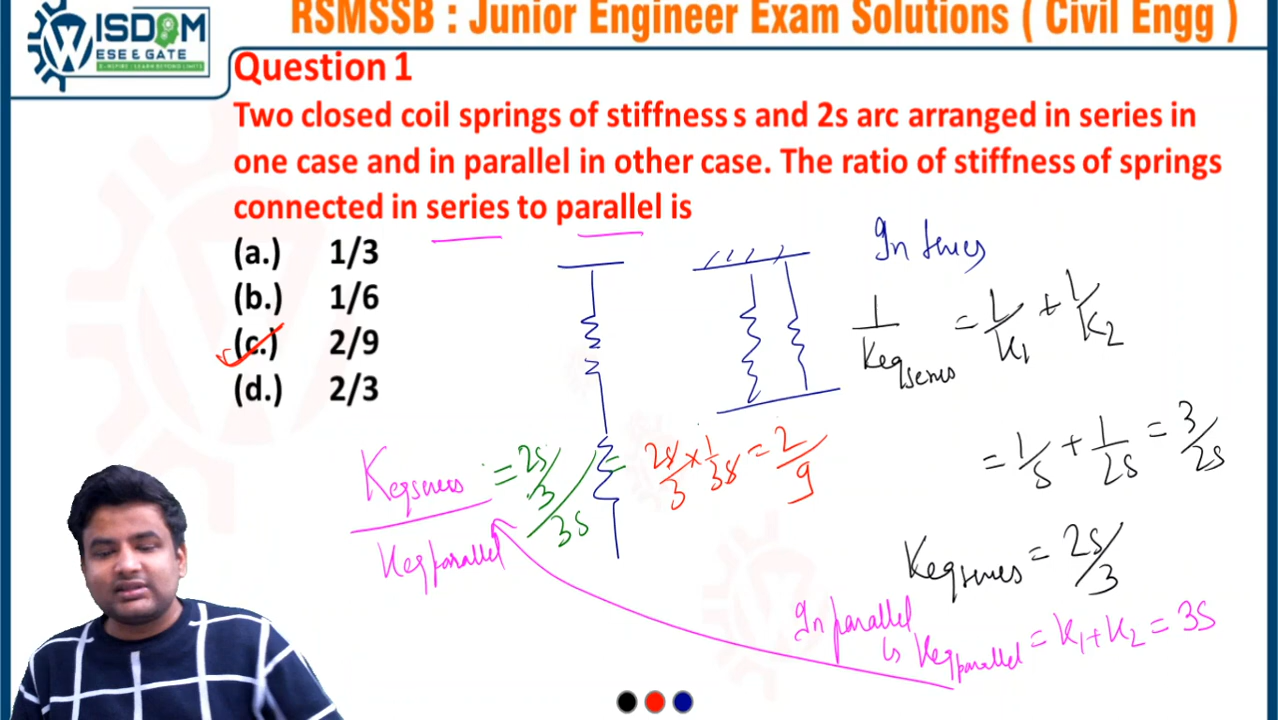 RSMSSB : Junior Engineer Exam Solutions ( Civil Engg )
WISDOM
ESE & GATE
Question 1
Two closed coil springs of stiffness s and 2s arc arranged in series in
one case and in parallel in other case. The ratio of stiffness of springs
connected in series to parallel is
(a.) 1/3
(b.) 1/6
(c.) 2/9
(d.) 2/3
In series
1/Keq series = 1/K1 + 1/K2
= 1/s + 1/2s = 3/2s
Keq series = 2s/3
In parallel
is Keq parallel = K1 + K2 = 3s
Keq series / Keq parallel = 2s/3 / 3s = 2s/3 × 1/3s = 2/9